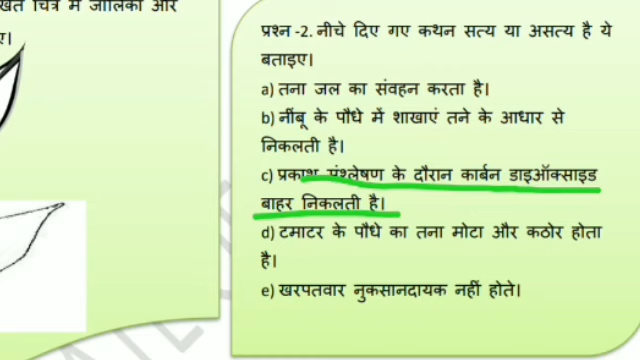 चित्र में जालिका और
प्रश्न -2. नीचे दिए गए कथन सत्य या असत्य है ये
बताइए।
a) तना जल का संवहन करता है।
b) नींबू के पौधे में शाखाएं तने के आधार से
निकलती है।
c) प्रकाश संश्लेषण के दौरान कार्बन डाइऑक्साइड
बाहर निकलती है।
d) टमाटर के पौधे का तना मोटा और कठोर होता
है।
e) खरपतवार नुकसानदायक नहीं होते।